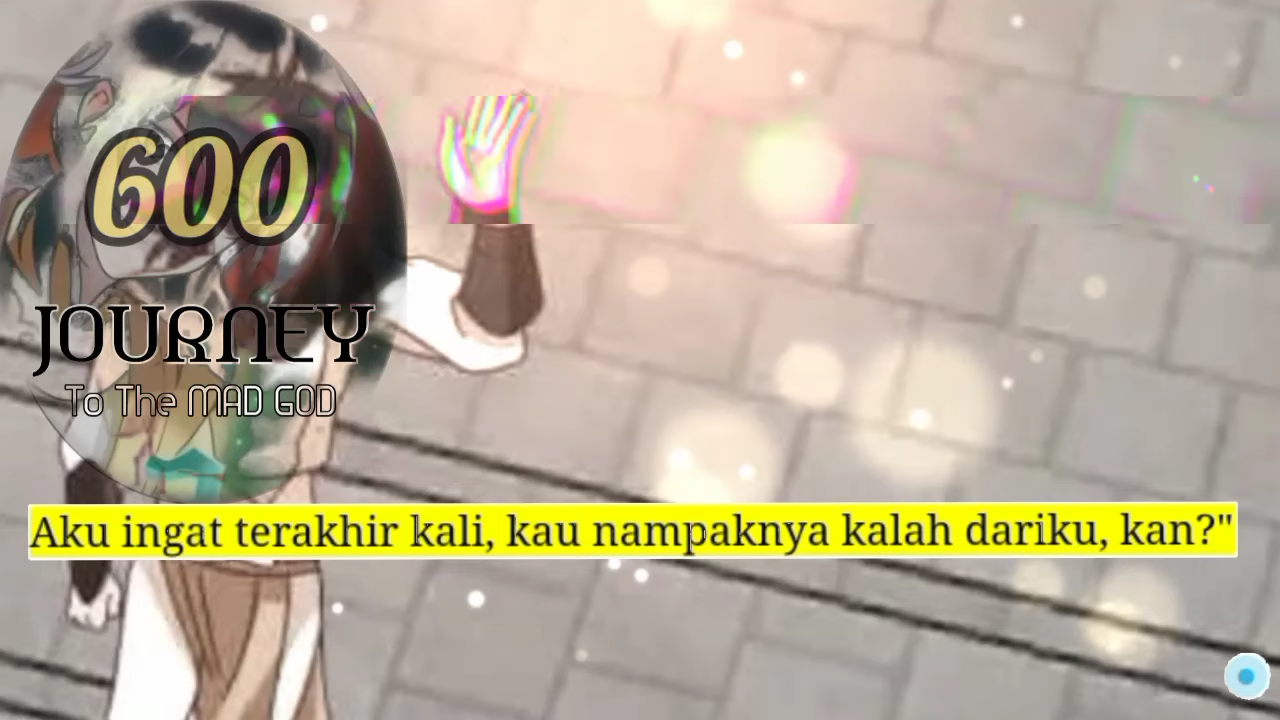 600
JOURNEY
To The MAD GOD
Aku ingat terakhir kali, kau nampaknya kalah dariku, kan?"